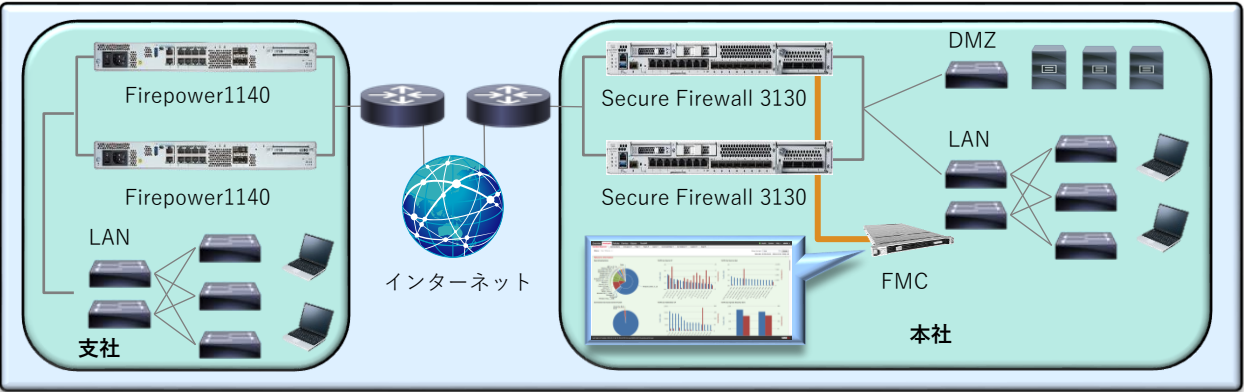 Firepower1140
Firepower1140
LAN
支社
インターネット
Secure Firewall 3130
Secure Firewall 3130
DMZ
LAN
FMC
本社